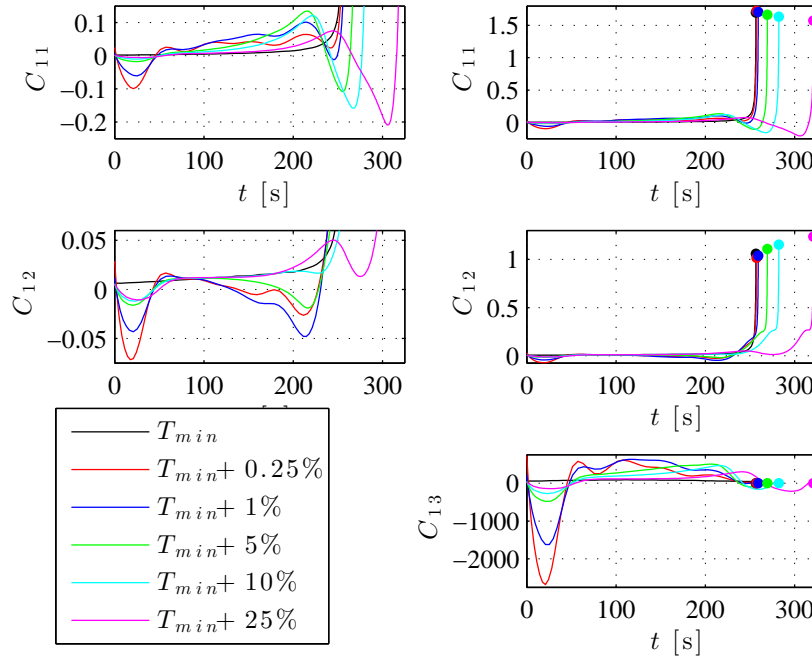 0.1
0
−0.1
−0.2
C11
0 100 200 300
t [s]
1.5
1
0.5
0
C11
0 100 200 300
t [s]
0.05
0
−0.05
C12
0 100 200 300
1
0.5
0
C12
0 100 200 300
t [s]
Tmin
Tmin + 0.25%
Tmin + 1%
Tmin + 5%
Tmin + 10%
Tmin + 25%
0
−1000
−2000
C13
0 100 200 300
t [s]